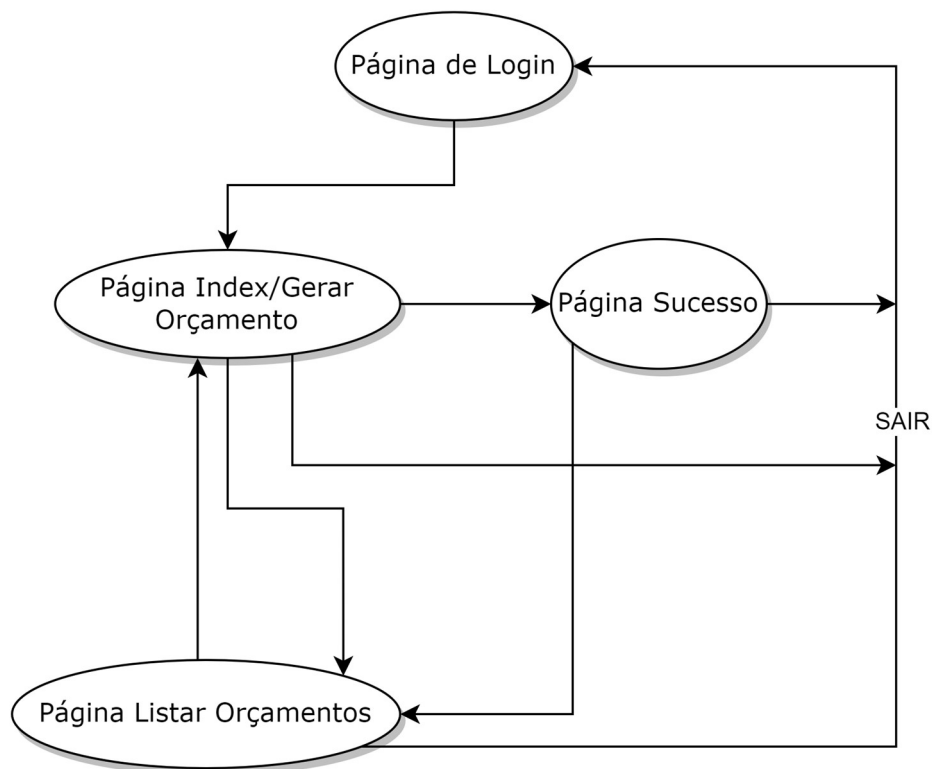 Página de Login
Página Index/Gerar
Orçamento
Página Sucesso
SAIR
Página Listar Orçamentos